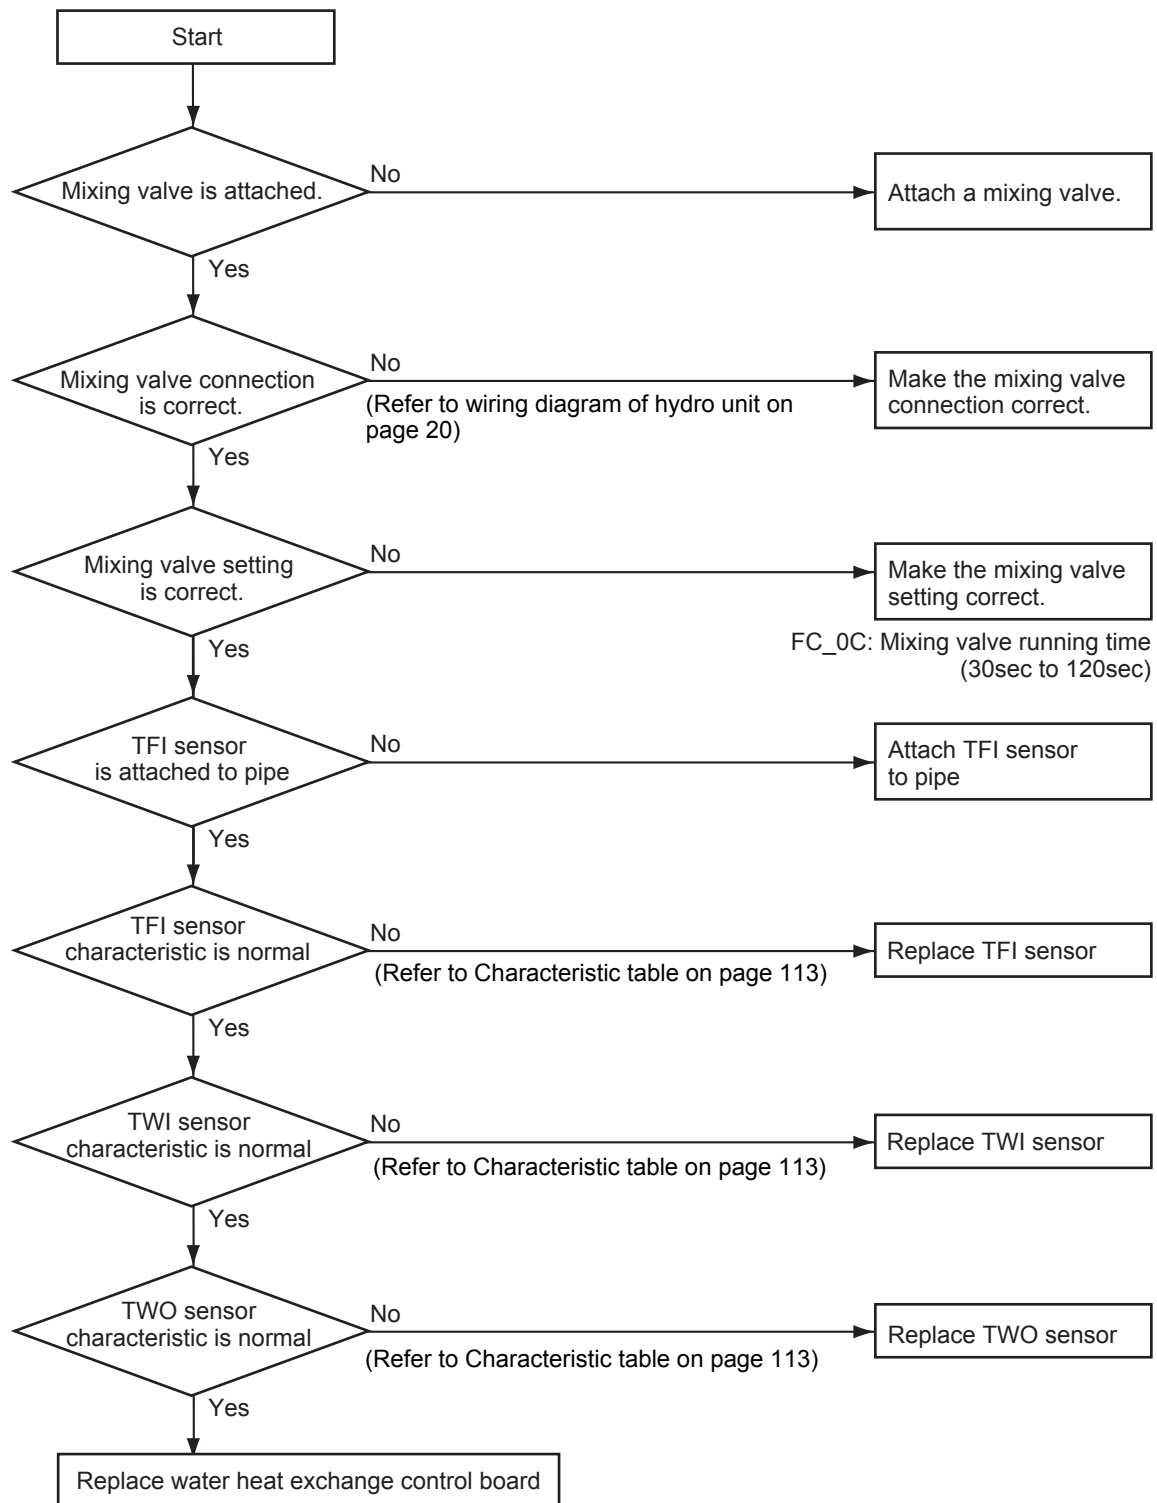 Start
Mixing valve is attached.
No
Attach a mixing valve.
Yes
Mixing valve connection
is correct.
No
(Refer to wiring diagram of hydro unit on
page 20)
Make the mixing valve
connection correct.
Yes
Mixing valve setting
is correct.
No
Make the mixing valve
setting correct.
FC_0C: Mixing valve running time
(30sec to 120sec)
Yes
TFI sensor
is attached to pipe
No
Attach TFI sensor
to pipe
Yes
TFI sensor
characteristic is normal
No
(Refer to Characteristic table on page 113)
Replace TFI sensor
Yes
TWI sensor
characteristic is normal
No
(Refer to Characteristic table on page 113)
Replace TWI sensor
Yes
TWO sensor
characteristic is normal
No
(Refer to Characteristic table on page 113)
Replace TWO sensor
Yes
Replace water heat exchange control board